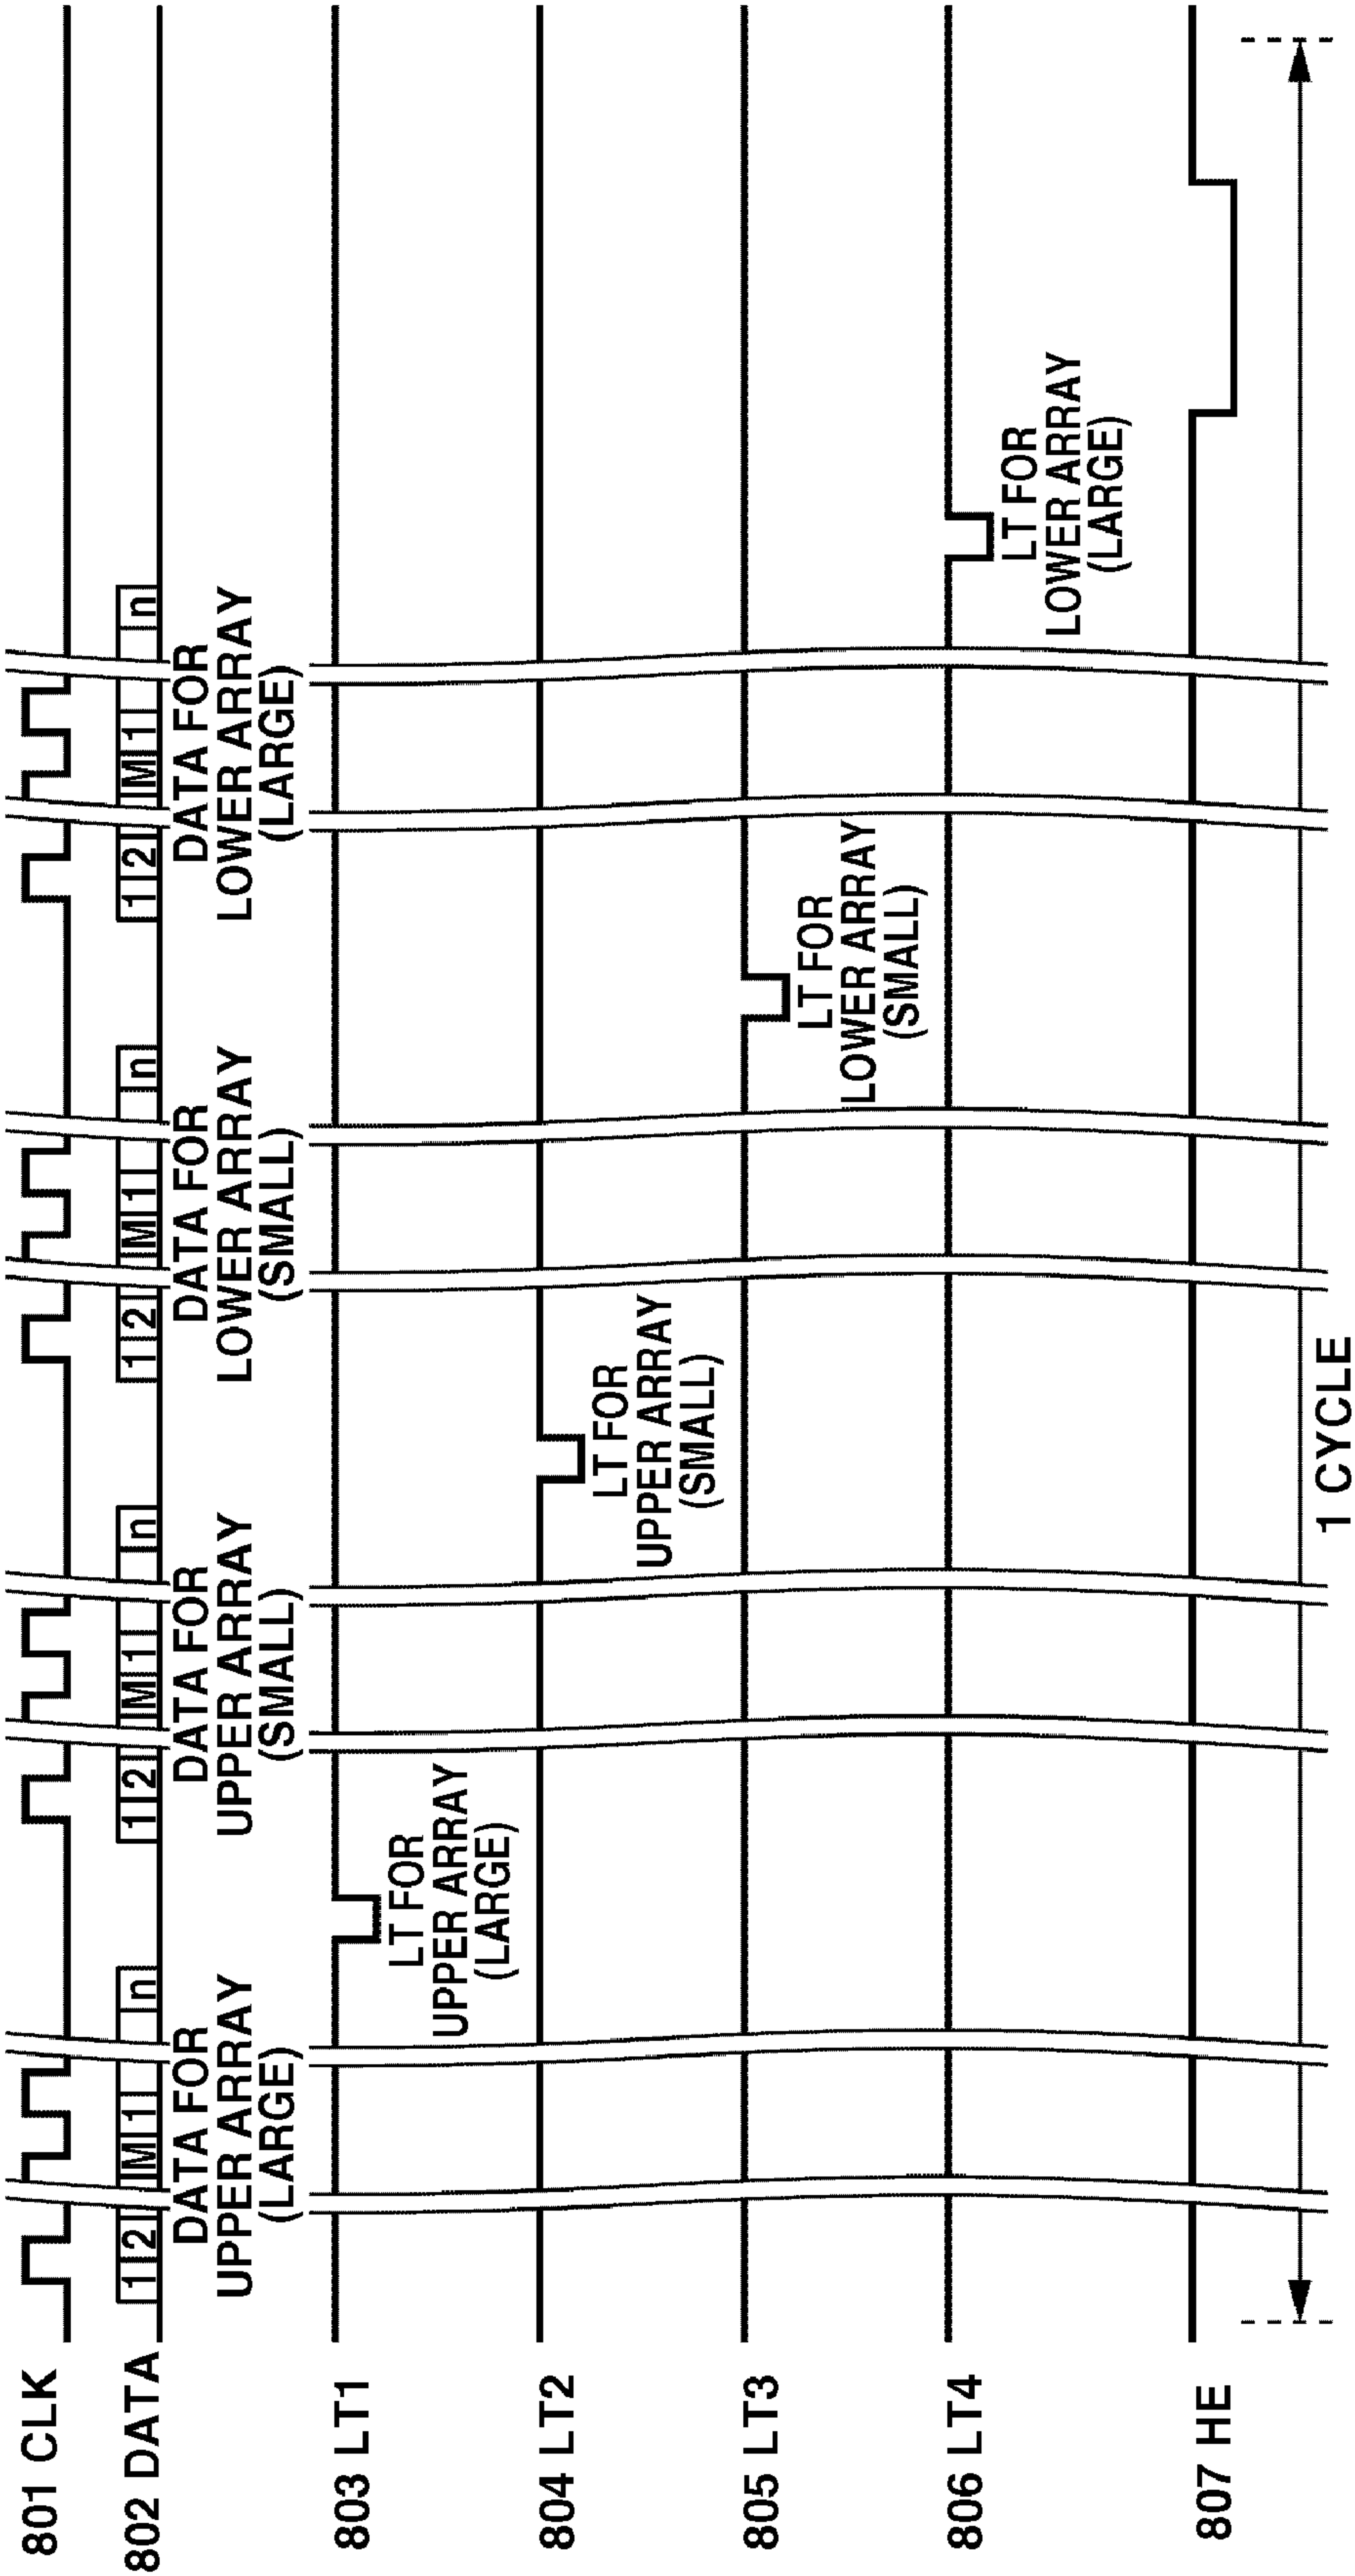 801 CLK
802 DATA
1 2 M 1 n
DATA FOR
UPPER ARRAY
(LARGE)
1 2 M 1 n
DATA FOR
UPPER ARRAY
(SMALL)
1 2 M 1 n
DATA FOR
LOWER ARRAY
(SMALL)
1 2 M 1 n
DATA FOR
LOWER ARRAY
(LARGE)
803 LT1
LT FOR
UPPER ARRAY
(LARGE)
804 LT2
LT FOR
UPPER ARRAY
(SMALL)
805 LT3
LT FOR
LOWER ARRAY
(SMALL)
806 LT4
LT FOR
LOWER ARRAY
(LARGE)
807 HE
1 CYCLE